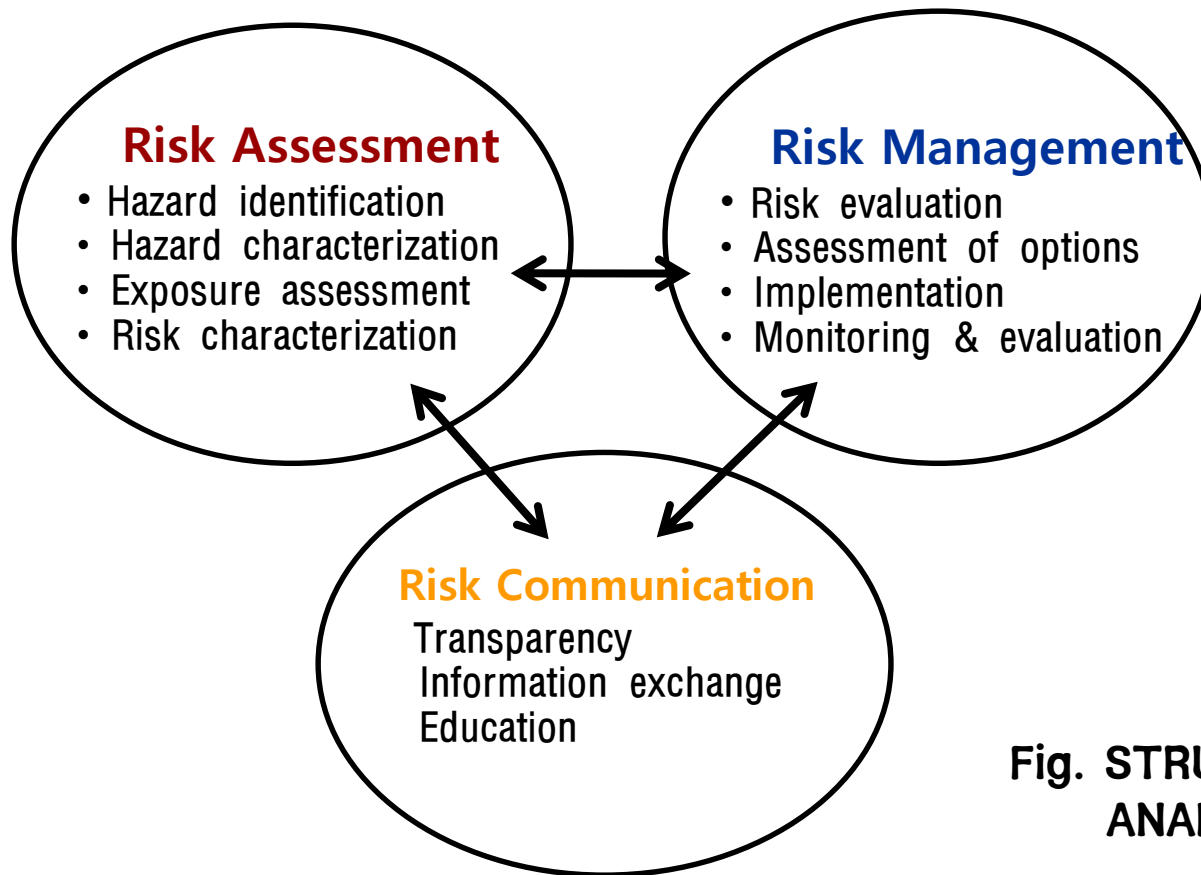 Risk Assessment
• Hazard identification
• Hazard characterization
• Exposure assessment
• Risk characterization
Risk Management
• Risk evaluation
• Assessment of options
• Implementation
• Monitoring & evaluation
Risk Communication
Transparency
Information exchange
Education
Fig.